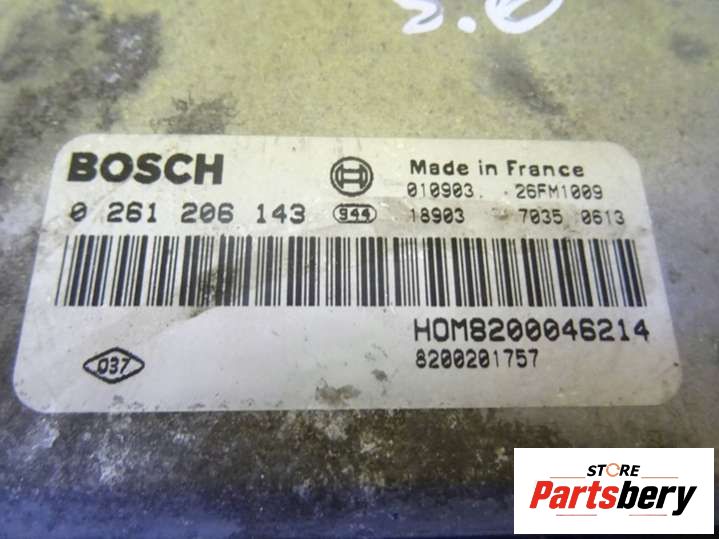 BOSCH
Made in France
010903. 26FM1009
0 261 206 143 944 18903 7035 0613
HOM8200046214
037
8200201757
STORE
Partsbery